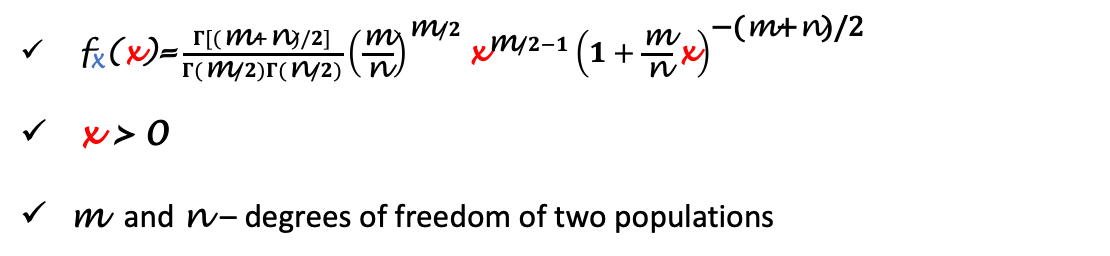 ✓ fₓ(x)= Γ[(m+n)/2] / Γ(m/2)Γ(n/2) (m/n)^m/2 x^m/2−1 (1 + m/n x)^−(m+n)/2
✓ x > 0
✓ m and n– degrees of freedom of two populations